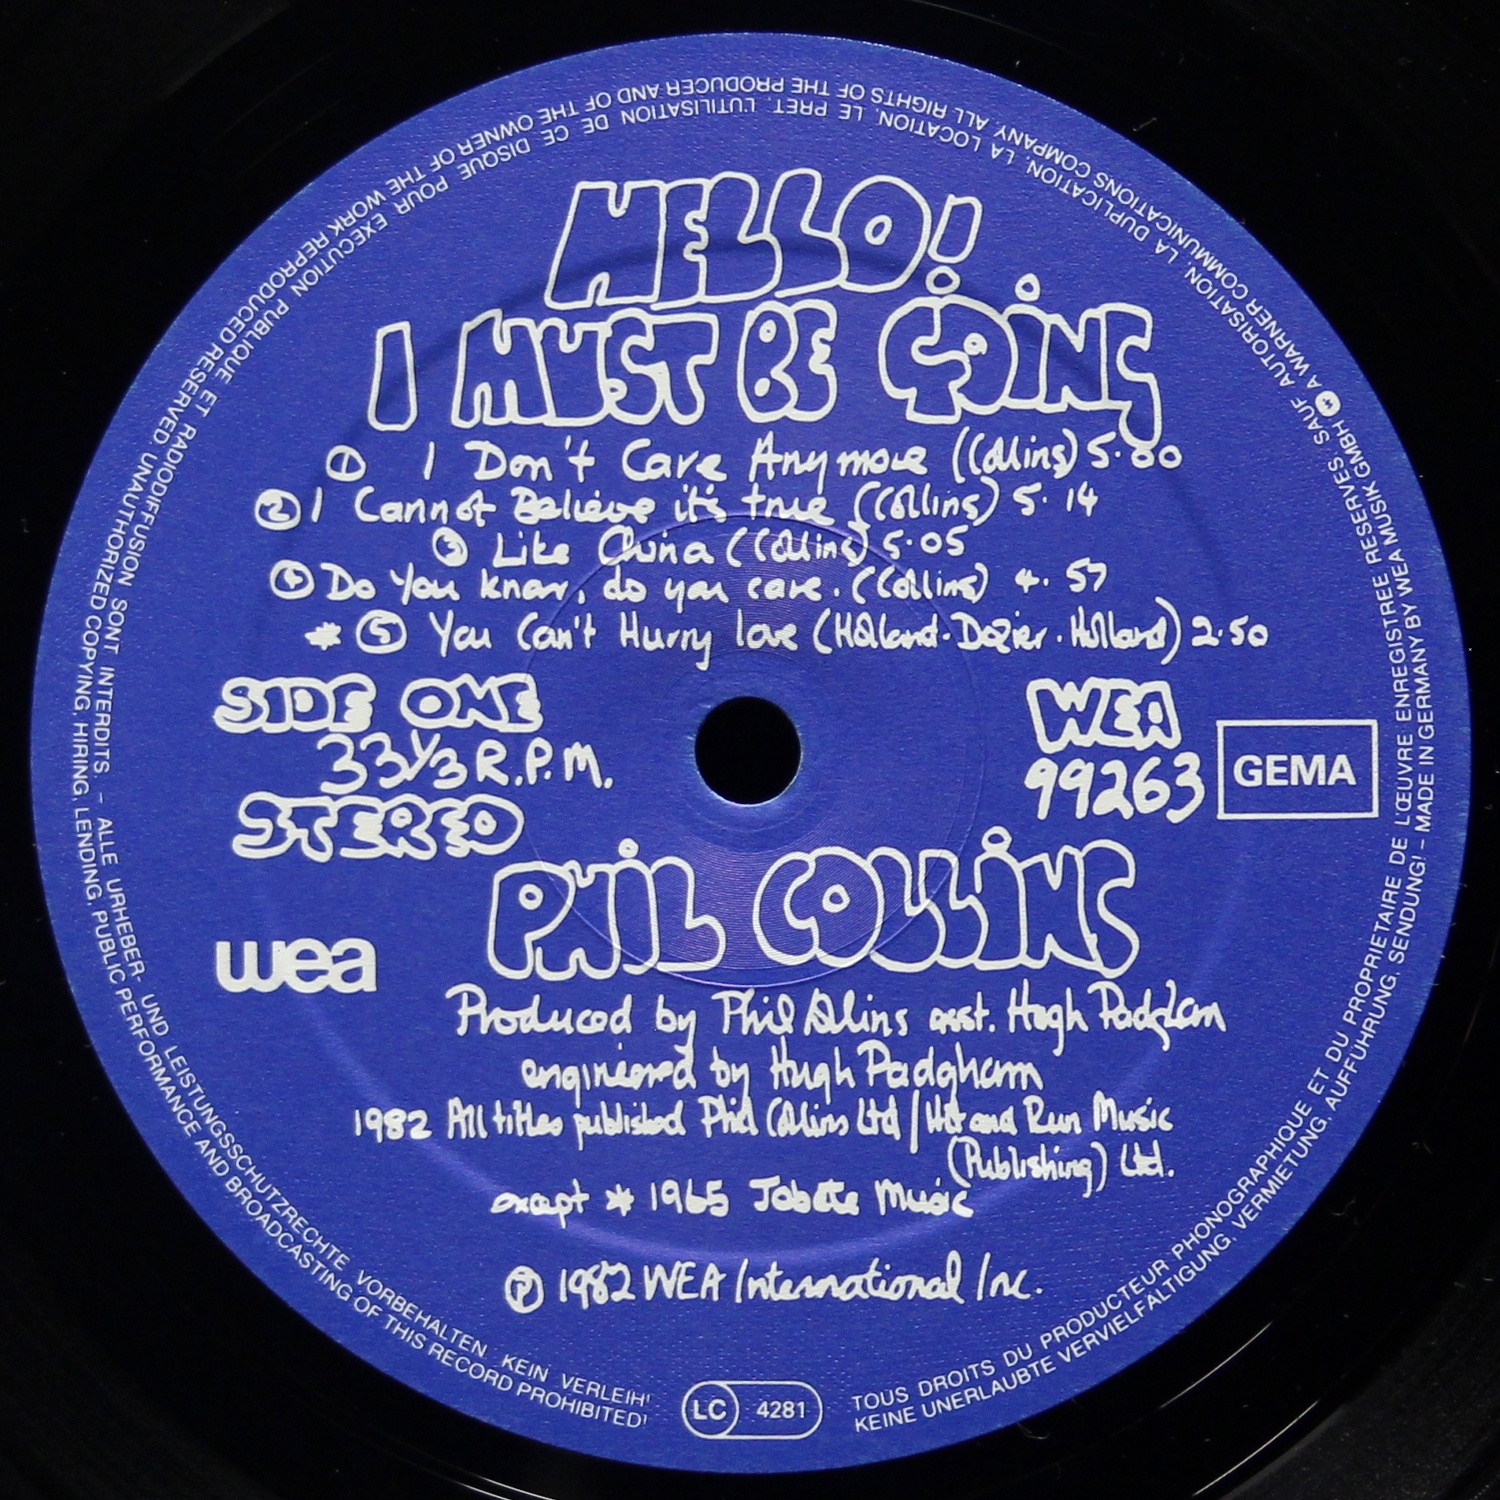 HELLO!
I MUST BE GOING
① I Don't Care Anymore (Collins) 5·00
② I Cannot Believe it's true (Collins) 5·14
③ Like China (Collins) 5·05
④ Do You know, do you care. (Collins) 4·57
* ⑤ You Can't Hurry love (Holland·Dozier·Holland) 2·50
SIDE ONE
33⅓ R.P.M.
STEREO
WEA
99263
GEMA
PHIL COLLINS
wea
Produced by Phil Collins asst. Hugh Padgham
engineered by Hugh Padgham
1982 All titles published Phil Collins Ltd / Hit and Run Music
(Publishing) Ltd.
except * 1965 Jobete Music
Ⓟ 1982 WEA International Inc.
LC 4281
TOUS DROITS DU PRODUCTEUR PHONOGRAPHIQUE ET DU PROPRIETAIRE DE L'ŒUVRE ENREGISTREE RESERVES SAUF AUTORISATION, LA DUPLICATION, LA LOCATION, LE PRET, L'UTILISATION DE CE DISQUE POUR EXECUTION PUBLIQUE ET RADIODIFFUSION SONT INTERDITS. – ALLE URHEBER- UND LEISTUNGSSCHUTZRECHTE VORBEHALTEN. KEIN VERLEIH!
KEINE UNERLAUBTE VERVIELFÄLTIGUNG, VERMIETUNG, AUFFÜHRUNG, SENDUNG! – MADE IN GERMANY BY WEA MUSIK GMBH A WARNER COMMUNICATIONS COMPANY. ALL RIGHTS OF THE PRODUCER AND OF THE OWNER OF THE WORK REPRODUCED RESERVED. UNAUTHORIZED COPYING, HIRING, LENDING, PUBLIC PERFORMANCE AND BROADCASTING OF THIS RECORD PROHIBITED!